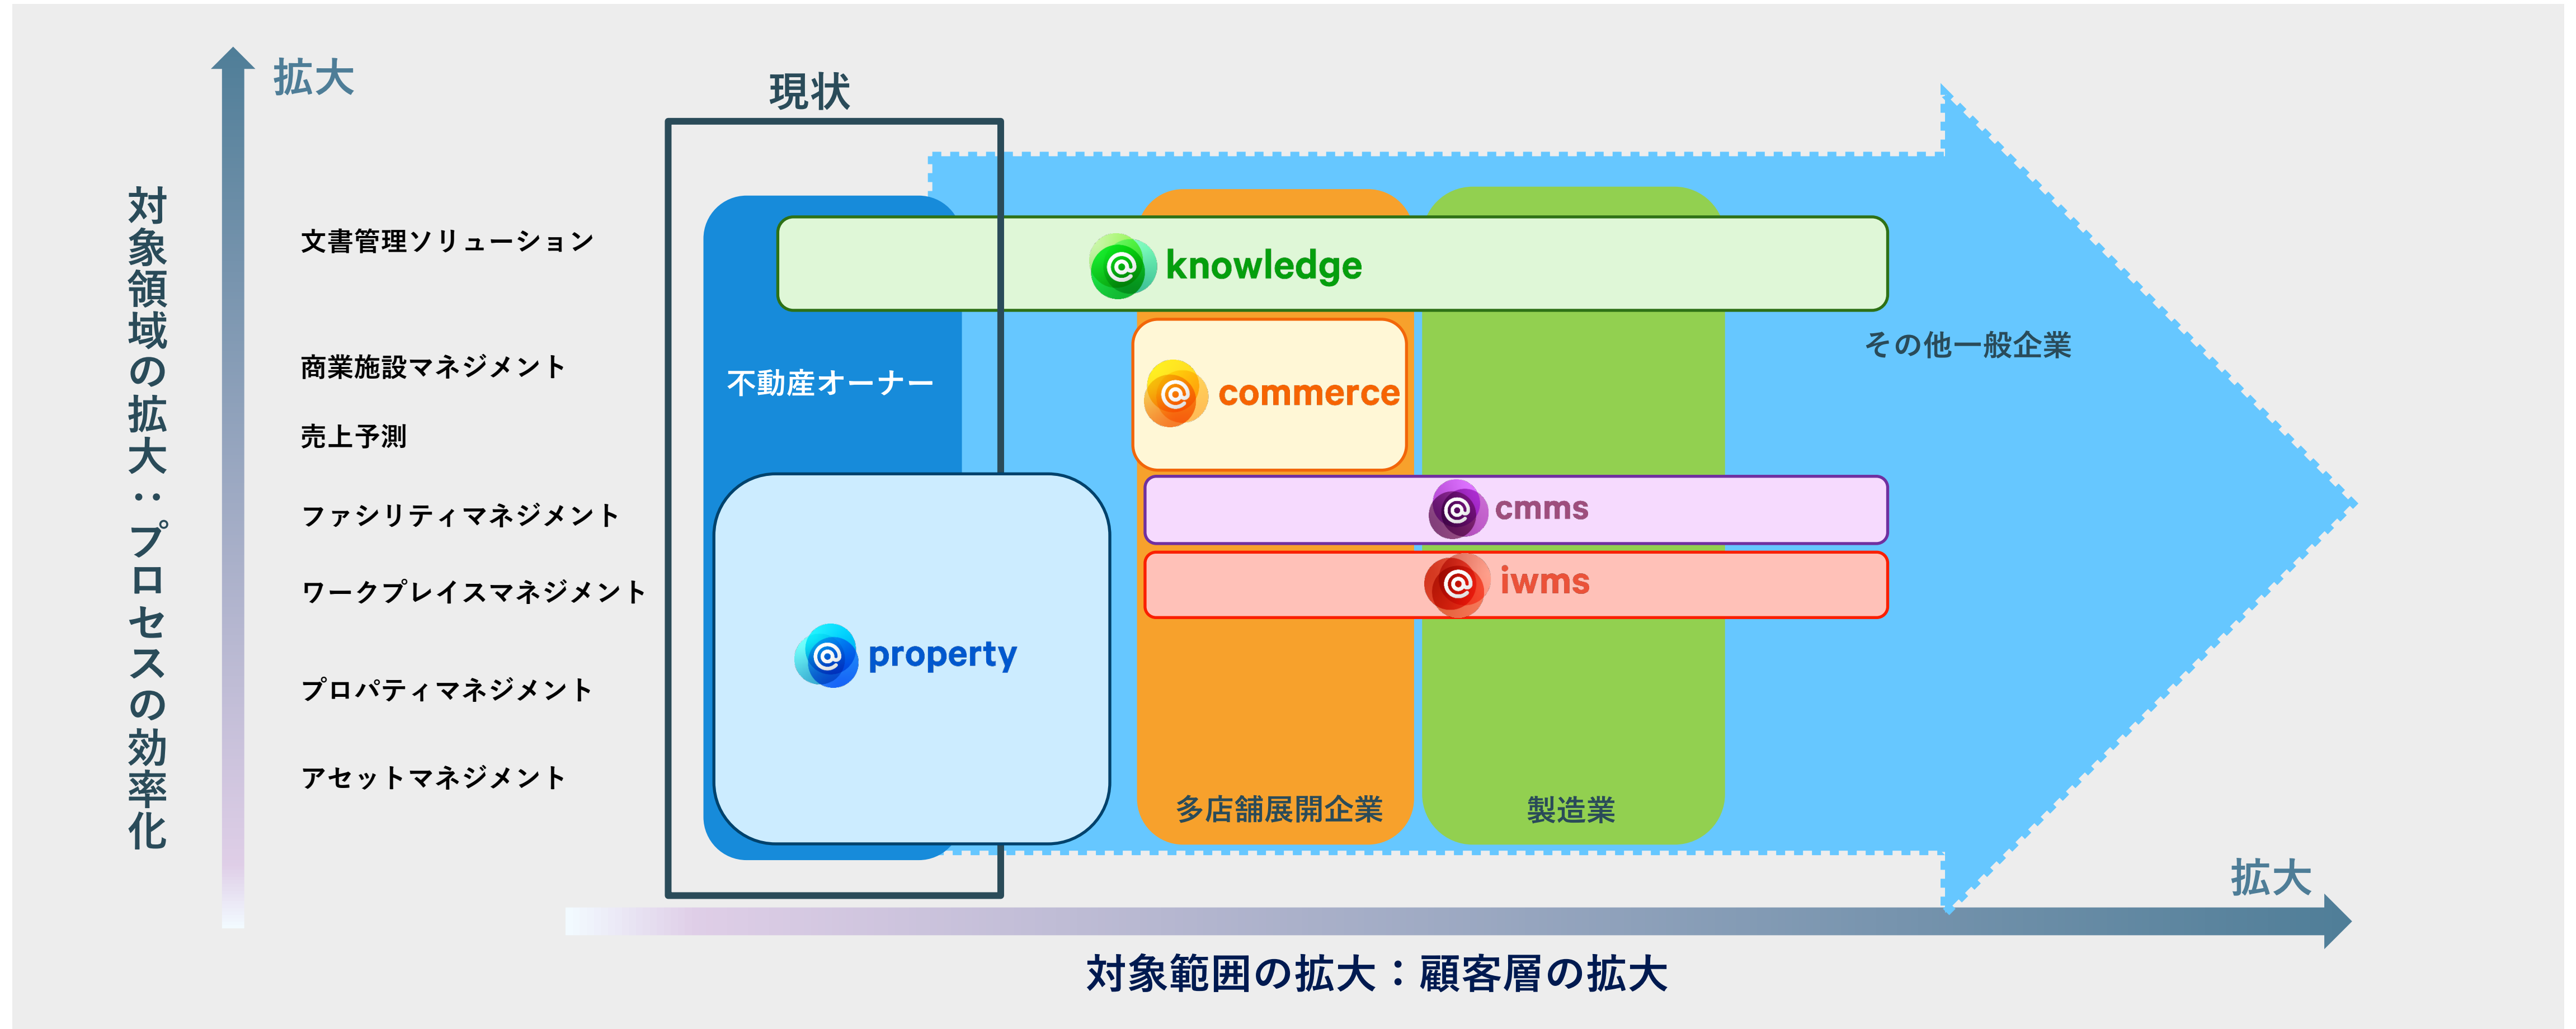 拡大
現状
対象領域の拡大：プロセスの効率化
文書管理ソリューション
商業施設マネジメント
売上予測
ファシリティマネジメント
ワークプレイスマネジメント
プロパティマネジメント
アセットマネジメント
不動産オーナー
@ knowledge
@ commerce
@ cmms
@ iwms
@ property
その他一般企業
多店舗展開企業
製造業
拡大
対象範囲の拡大：顧客層の拡大